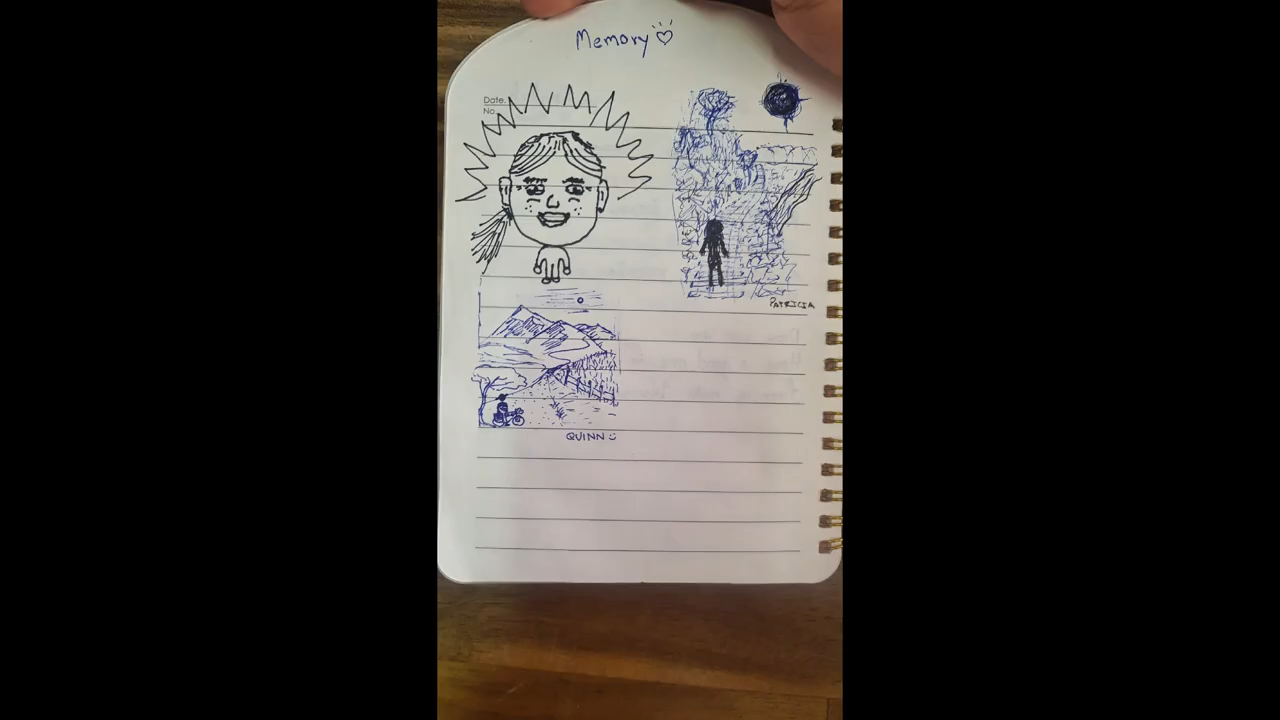 Memory♡
Date.
No.
PATRICIA
QUINN :)